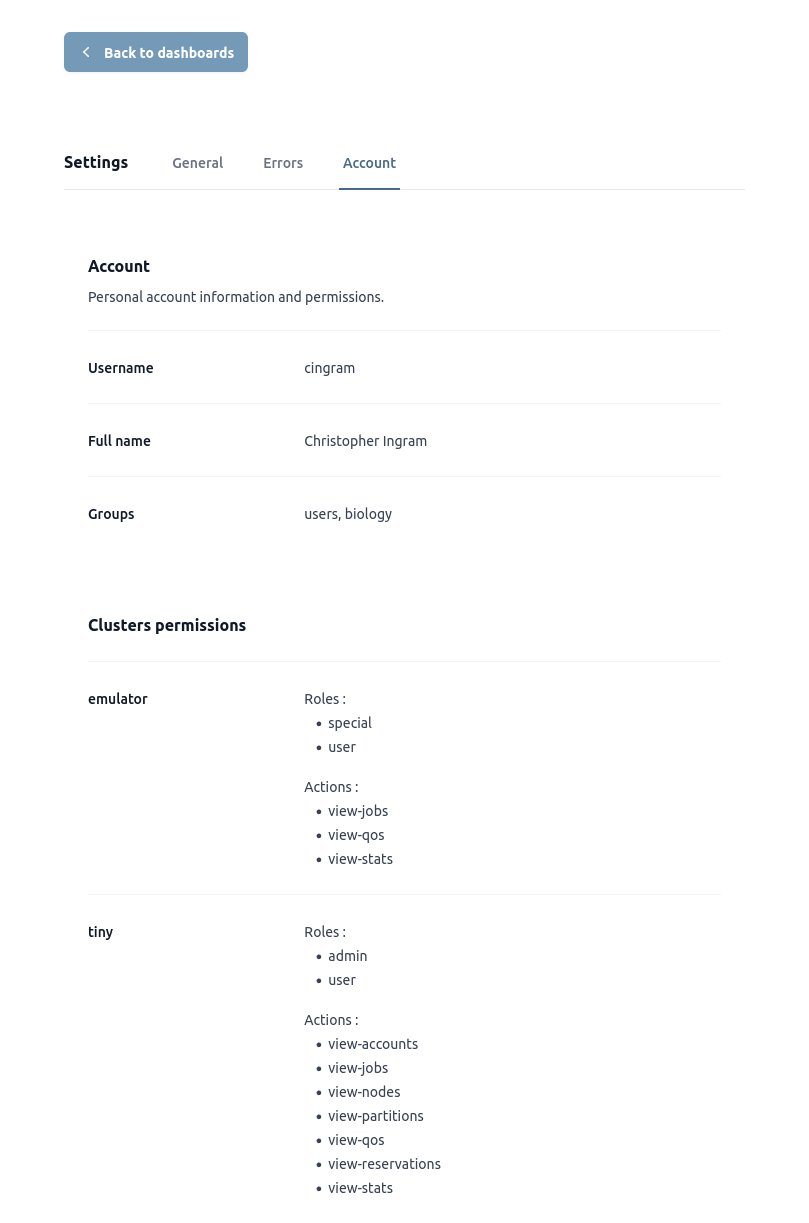 Back to dashboards
Settings General Errors Account
Account
Personal account information and permissions.
Username cingram
Full name Christopher Ingram
Groups users, biology
Clusters permissions
emulator Roles :
• special
• user
Actions :
• view-jobs
• view-qos
• view-stats
tiny Roles :
• admin
• user
Actions :
• view-accounts
• view-jobs
• view-nodes
• view-partitions
• view-qos
• view-reservations
• view-stats